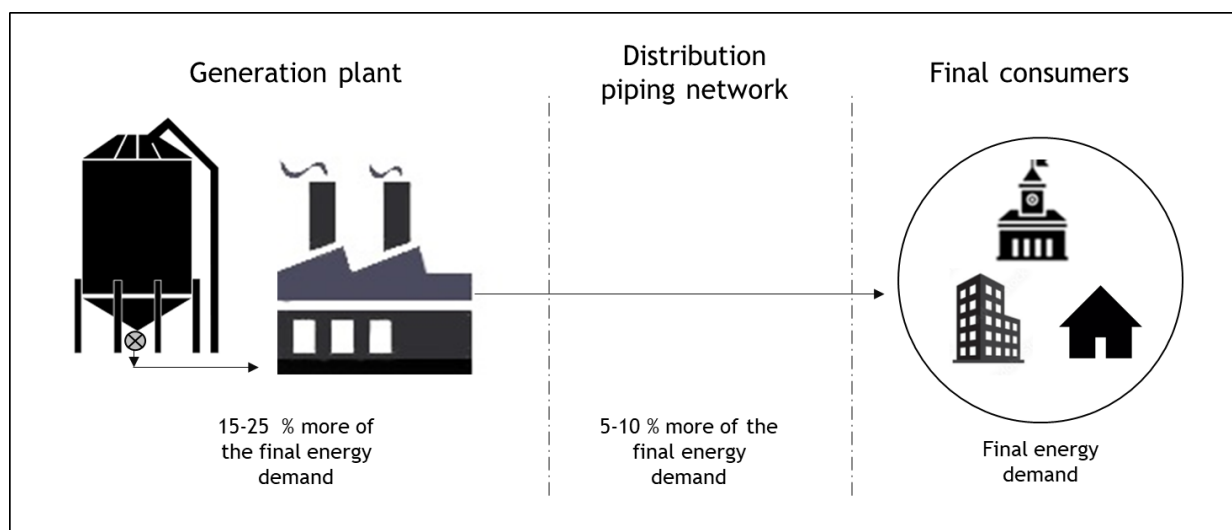 Generation plant
Distribution
piping network
Final consumers
15-25  % more of
the final energy
demand
5-10 % more of the
final energy
demand
Final energy
demand